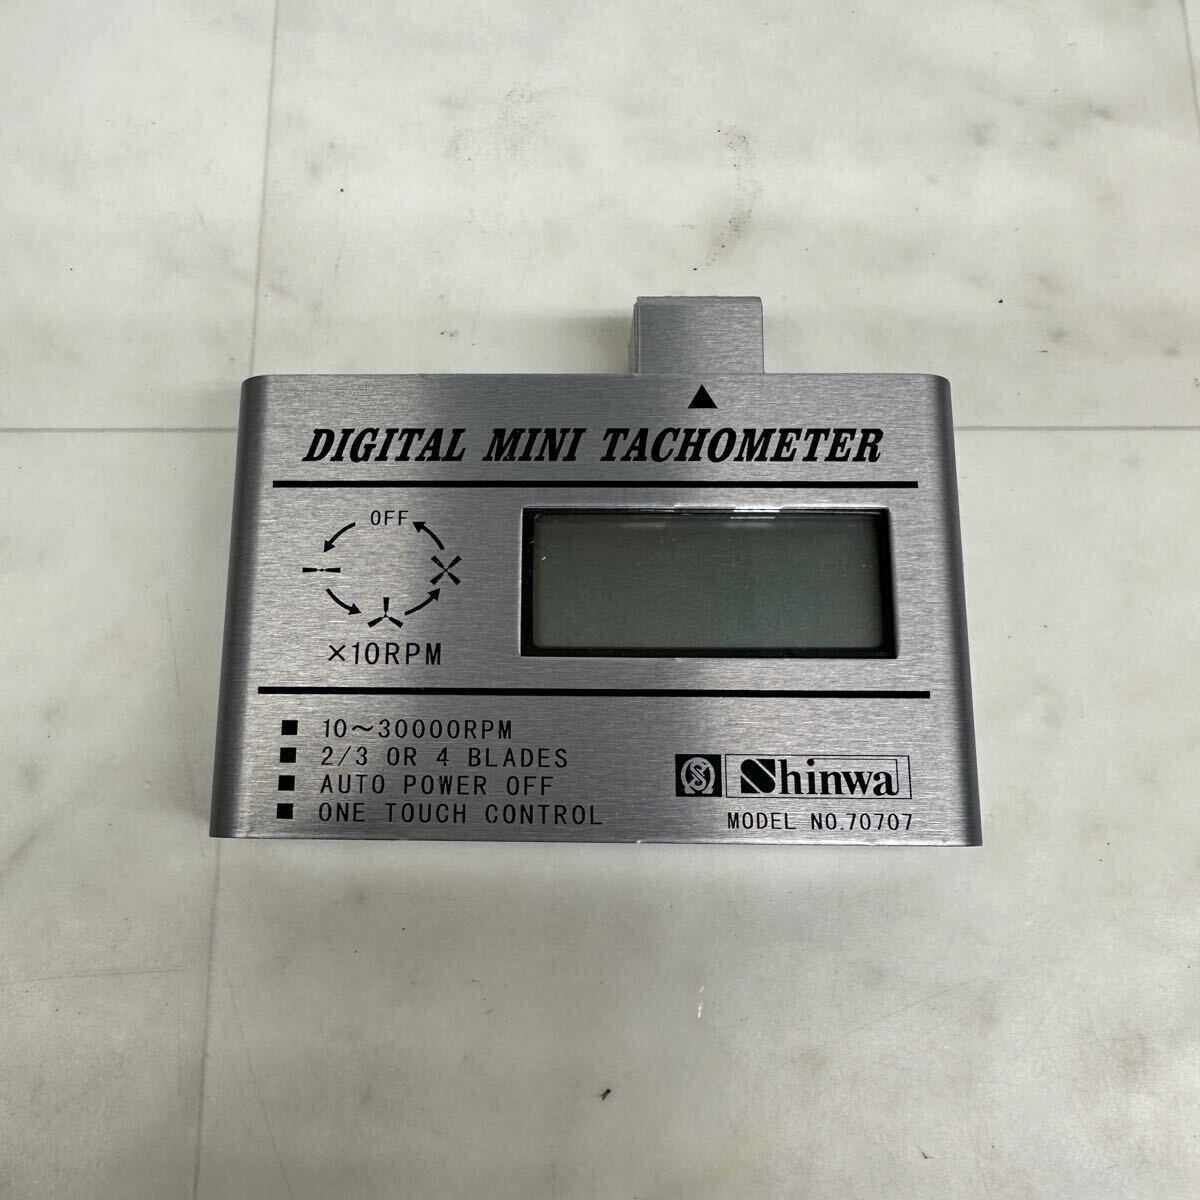 DIGITAL MINI TACHOMETER
OFF
×10RPM
■ 10～30000RPM
■ 2/3 OR 4 BLADES
■ AUTO POWER OFF
■ ONE TOUCH CONTROL
Shinwa
MODEL NO.70707